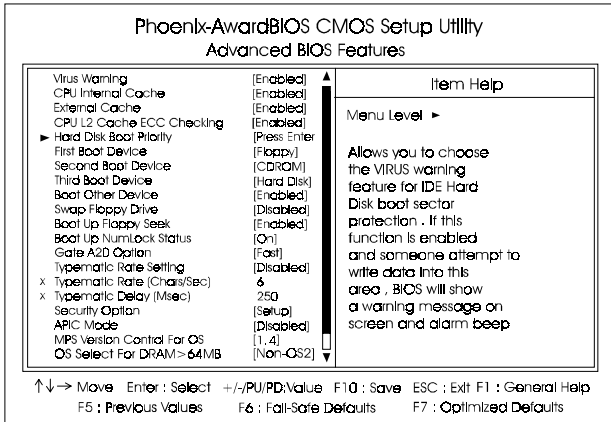 Phoenix-AwardBIOS CMOS Setup Utility
Advanced BIOS Features
Virus Warning [Enabled]
CPU Internal Cache [Enabled]
External Cache [Enabled]
CPU L2 Cache ECC Checking [Enabled]
► Hard Disk Boot Priority [Press Enter
First Boot Device [Floppy]
Second Boot Device [CDROM]
Third Boot Device [Hard Disk]
Boot Other Device [Enabled]
Swap Floppy Drive [Disabled]
Boot Up Floppy Seek [Enabled]
Boot Up NumLock Status [On]
Gate A20 Option [Fast]
Typematic Rate Setting [Disabled]
x Typematic Rate (Chars/Sec) 6
x Typematic Delay (Msec) 250
Security Option [Setup]
APIC Mode [Disabled]
MPS Version Control For OS [1,4]
OS Select For DRAM>64MB [Non-OS2]
Item Help
Menu Level ►
Allows you to choose
the VIRUS warning
feature for IDE Hard
Disk boot sector
protection . If this
function is enabled
and someone attempt to
write data into this
area , BIOS will show
a warning message on
screen and alarm beep
↑↓→ Move Enter : Select +/-/PU/PD:Value F10 : Save ESC : Exit F1 : General Help
F5 : Previous Values F6 : Fail-Safe Defaults F7 : Optimized Defaults